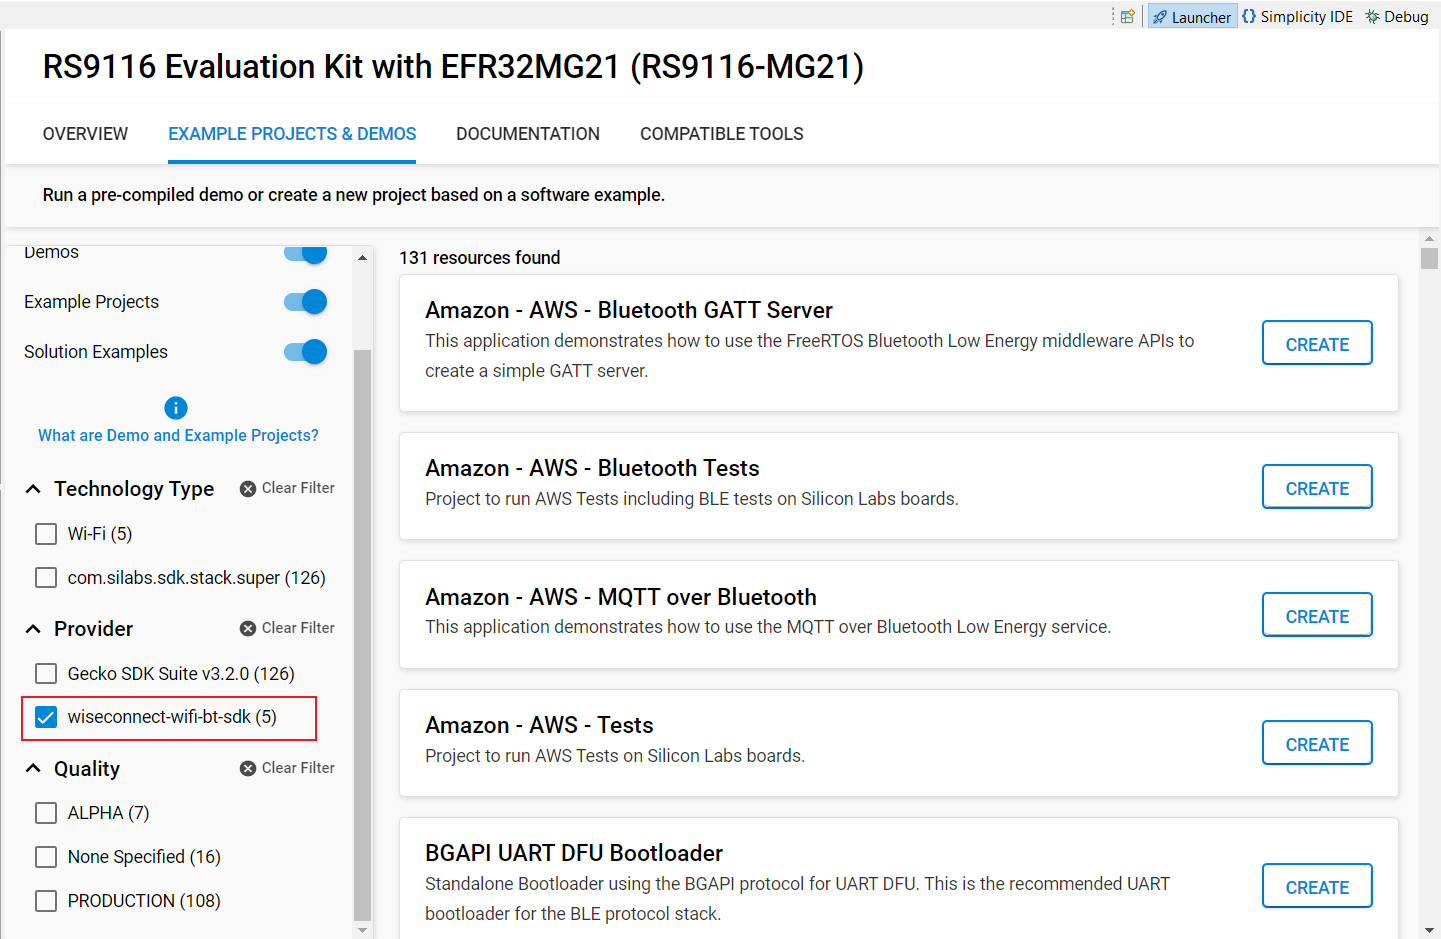 Launcher
Simplicity IDE
Debug
RS9116 Evaluation Kit with EFR32MG21 (RS9116-MG21)
OVERVIEW
EXAMPLE PROJECTS & DEMOS
DOCUMENTATION
COMPATIBLE TOOLS
Run a pre-compiled demo or create a new project based on a software example.
Demos
Example Projects
Solution Examples
What are Demo and Example Projects?
Technology Type
Clear Filter
Wi-Fi (5)
com.silabs.sdk.stack.super (126)
Provider
Clear Filter
Gecko SDK Suite v3.2.0 (126)
wiseconnect-wifi-bt-sdk (5)
Quality
Clear Filter
ALPHA (7)
None Specified (16)
PRODUCTION (108)
131 resources found
Amazon - AWS - Bluetooth GATT Server
This application demonstrates how to use the FreeRTOS Bluetooth Low Energy middleware APIs to
create a simple GATT server.
CREATE
Amazon - AWS - Bluetooth Tests
Project to run AWS Tests including BLE tests on Silicon Labs boards.
CREATE
Amazon - AWS - MQTT over Bluetooth
This application demonstrates how to use the MQTT over Bluetooth Low Energy service.
CREATE
Amazon - AWS - Tests
Project to run AWS Tests on Silicon Labs boards.
CREATE
BGAPI UART DFU Bootloader
Standalone Bootloader using the BGAPI protocol for UART DFU. This is the recommended UART
bootloader for the BLE protocol stack.
CREATE